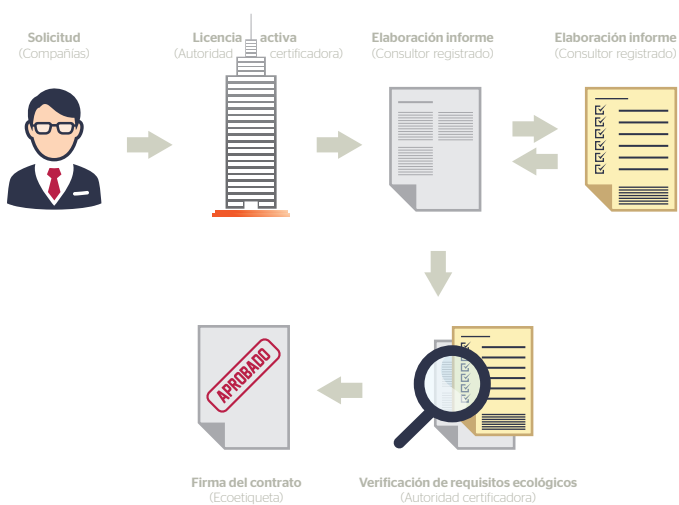 Solicitud
(Compañías)
Licencia activa
(Autoridad certificadora)
Elaboración informe
(Consultor registrado)
Elaboración informe
(Consultor registrado)
APROBADO
Firma del contrato
(Ecoetiqueta)
Verificación de requisitos ecológicos
(Autoridad certificadora)